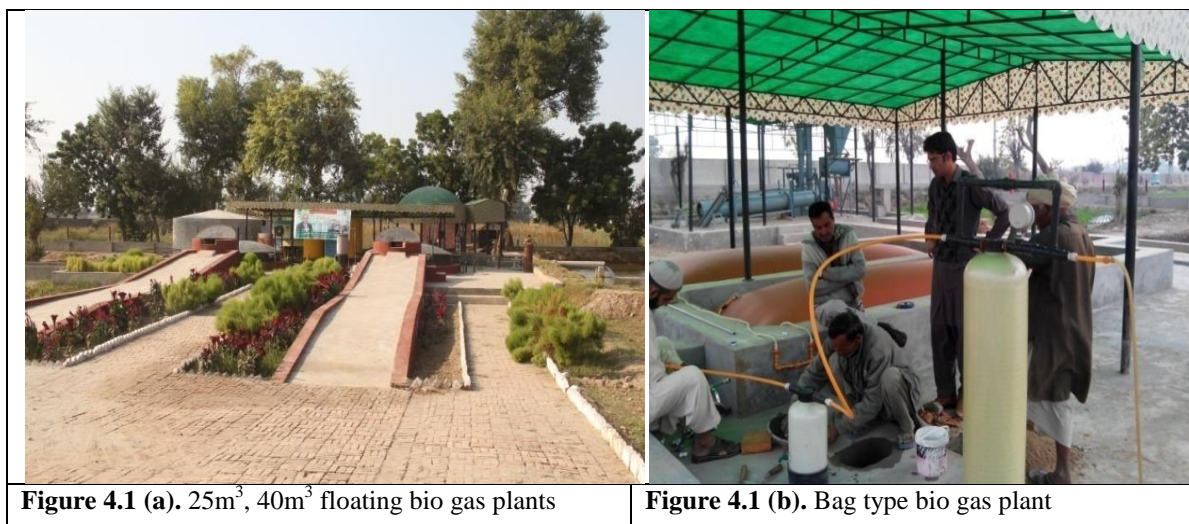 Figure 4.1 (a). 25m³, 40m³ floating bio gas plants
Figure 4.1 (b). Bag type bio gas plant